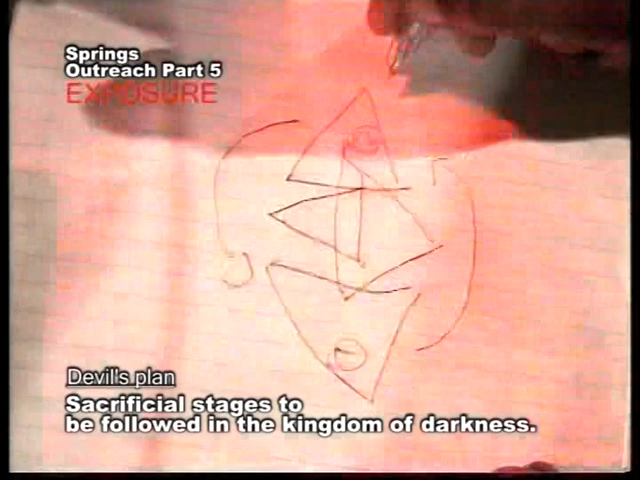 Springs
Outreach Part 5
EXPOSURE
Devil's plan
Sacrificial stages to
be followed in the kingdom of darkness.